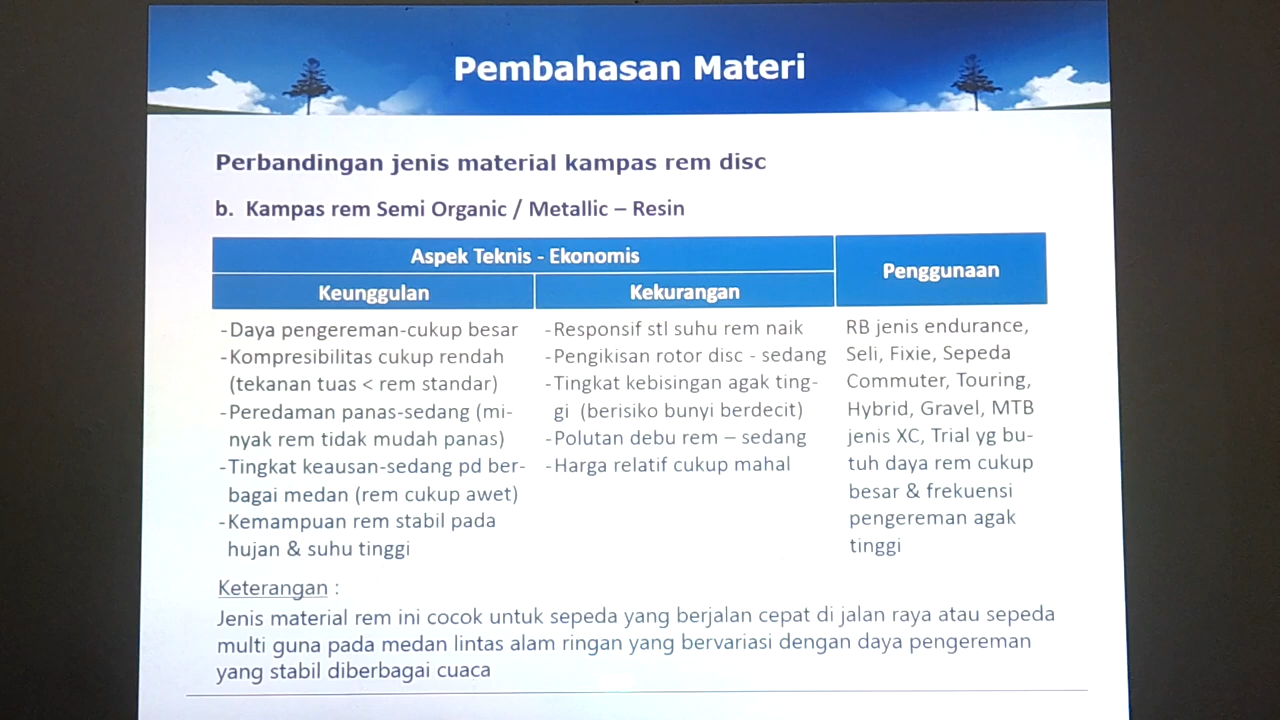 Pembahasan Materi
Perbandingan jenis material kampas rem disc
b. Kampas rem Semi Organic / Metallic – Resin
Aspek Teknis - Ekonomis
Penggunaan
Keunggulan
Kekurangan
-Daya pengereman-cukup besar
-Kompresibilitas cukup rendah
(tekanan tuas < rem standar)
-Peredaman panas-sedang (mi-
nyak rem tidak mudah panas)
-Tingkat keausan-sedang pd ber-
bagai medan (rem cukup awet)
-Kemampuan rem stabil pada
hujan & suhu tinggi
-Responsif stl suhu rem naik
-Pengikisan rotor disc - sedang
-Tingkat kebisingan agak ting-
gi (berisiko bunyi berdecit)
-Polutan debu rem – sedang
-Harga relatif cukup mahal
RB jenis endurance,
Seli, Fixie, Sepeda
Commuter, Touring,
Hybrid, Gravel, MTB
jenis XC, Trial yg bu-
tuh daya rem cukup
besar & frekuensi
pengereman agak
tinggi
Keterangan :
Jenis material rem ini cocok untuk sepeda yang berjalan cepat di jalan raya atau sepeda
multi guna pada medan lintas alam ringan yang bervariasi dengan daya pengereman
yang stabil diberbagai cuaca